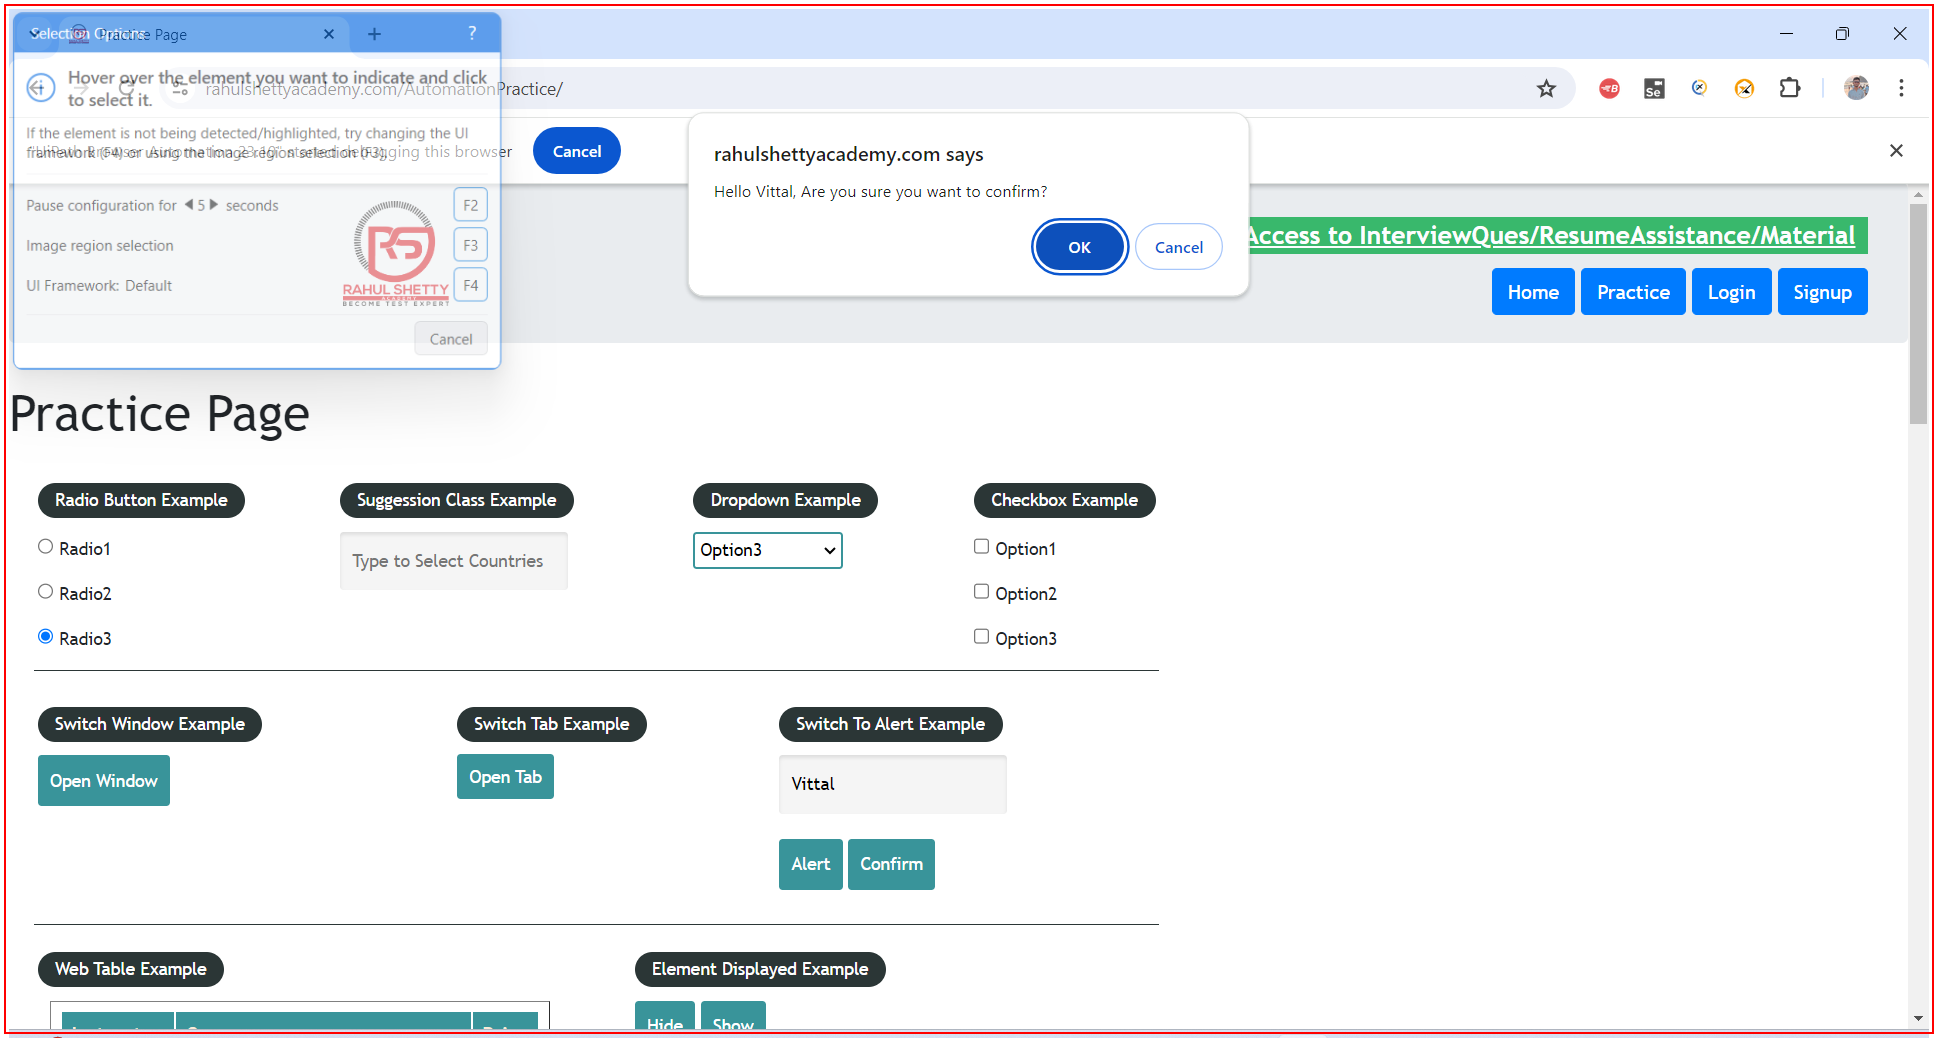 Selection Options
Practice Page
?
Hover over the element you want to indicate and click
to select it.
rahulshettyacademy.com/AutomationPractice/
If the element is not being detected/highlighted, try changing the UI
framework (F4) or using the image region selection (F3).
"UiPath Browser Automation 23.10" started debugging this browser
Cancel
Pause configuration for 5 seconds
F2
Image region selection
F3
UI Framework: Default
F4
Cancel
RAHUL SHETTY
ACADEMY
BECOME TEST EXPERT
rahulshettyacademy.com says
Hello Vittal, Are you sure you want to confirm?
OK
Cancel
B
Se
Access to InterviewQues/ResumeAssistance/Material
Home
Practice
Login
Signup
Practice Page
Radio Button Example
Suggession Class Example
Dropdown Example
Checkbox Example
Radio1
Type to Select Countries
Option3
Option1
Radio2
Option2
Radio3
Option3
Switch Window Example
Switch Tab Example
Switch To Alert Example
Open Window
Open Tab
Vittal
Alert
Confirm
Web Table Example
Element Displayed Example
Hide
Show